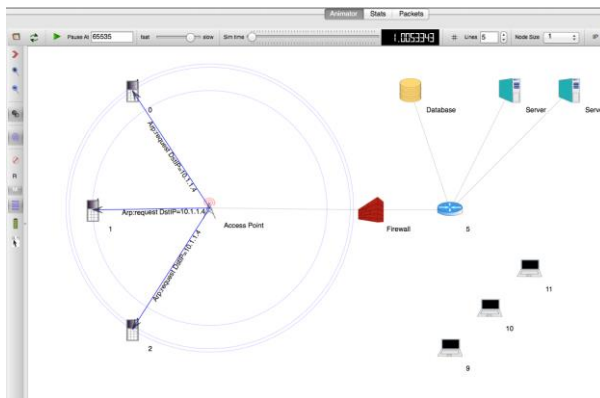 Animator Stats Packets
Pause At 65535 fast slow Sim time 1.0053343 # Lines 5 Node Size 1 IP
R
0
Database
Server
Serve
Arp:request DstIP=10.1.1.4
Arp:request DstIP=10.1.1.4
1
Access Point
Firewall
5
Arp:request DstIP=10.1.1.4
11
2
10
9